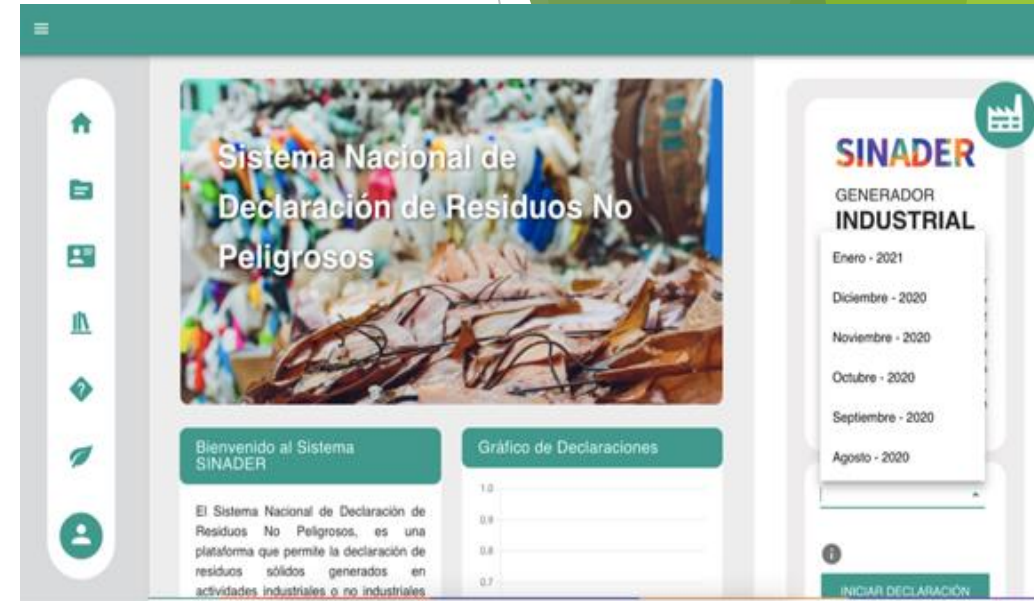 Sistema Nacional de
Declaración de Residuos No
Peligrosos
Bienvenido al Sistema
SINADER
El Sistema Nacional de Declaración de
Residuos No Peligrosos, es una
plataforma que permite la declaración de
residuos sólidos generados en
actividades industriales o no industriales
Gráfico de Declaraciones
1.0
0.9
0.8
0.7
SINADER
GENERADOR
INDUSTRIAL
Enero - 2021
Diciembre - 2020
Noviembre - 2020
Octubre - 2020
Septiembre - 2020
Agosto - 2020
INICIAR DECLARACIÓN